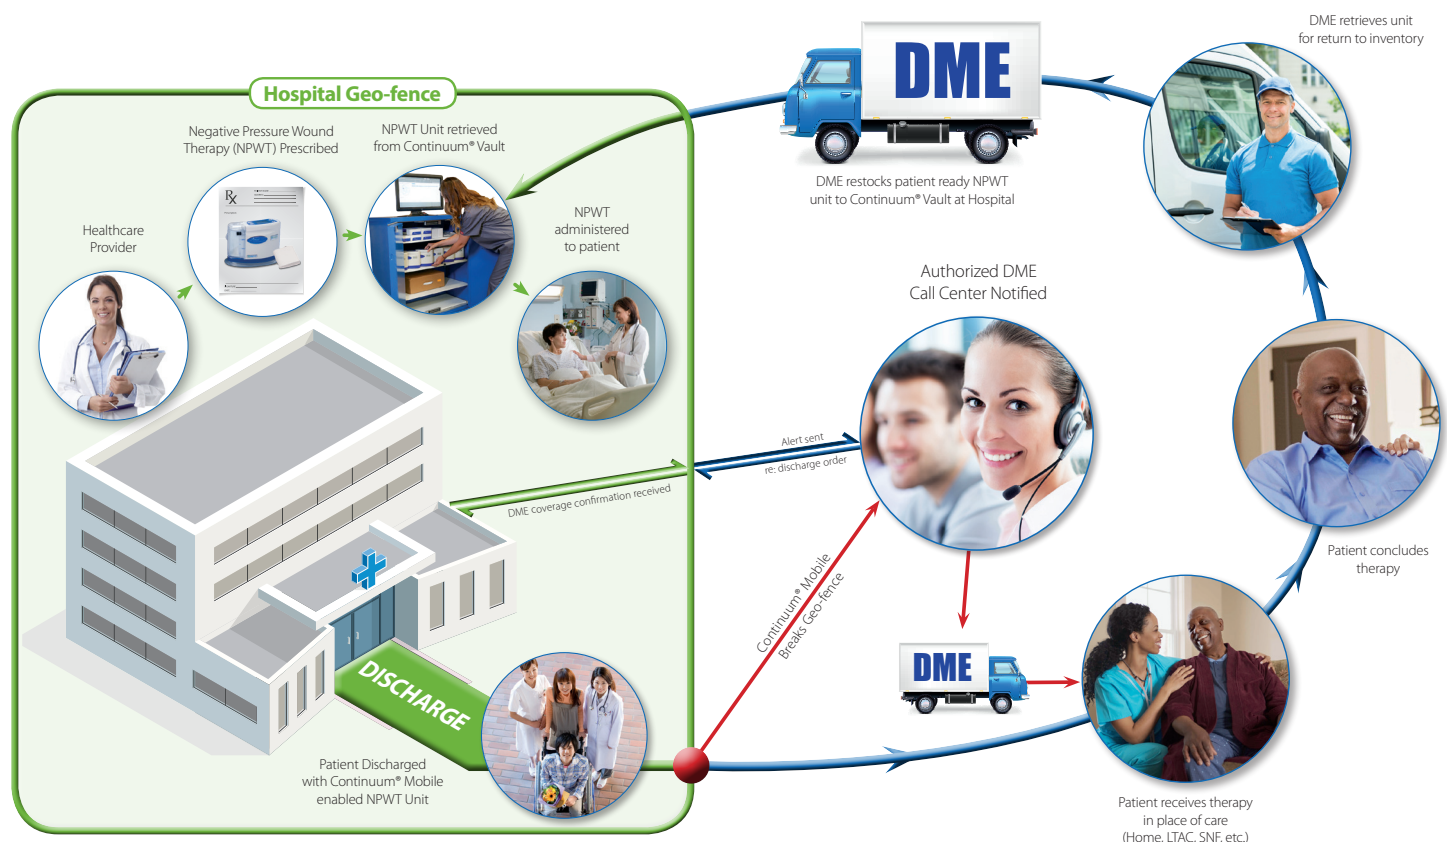 Hospital Geo-fence
Healthcare
Provider
Negative Pressure Wound
Therapy (NPWT) Prescribed
Rx
NPWT Unit retrieved
from Continuum® Vault
NPWT
administered
to patient
DME
DME restocks patient ready NPWT
unit to Continuum® Vault at Hospital
DME retrieves unit
for return to inventory
Authorized DME
Call Center Notified
Alert sent
re: discharge order
DME coverage confirmation received
Continuum® Mobile
Breaks Geo-fence
DME
Patient concludes
therapy
DISCHARGE
Patient Discharged
with Continuum® Mobile
enabled NPWT Unit
Patient receives therapy
in place of care
(Home, LTAC, SNF, etc.)